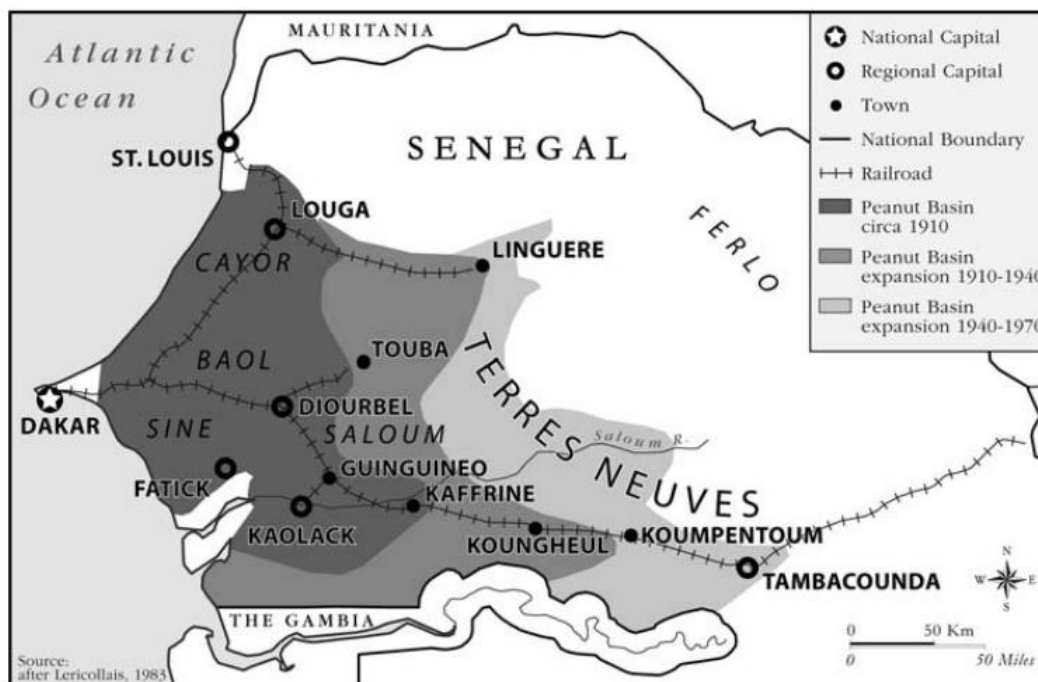 MAURITANIA
Atlantic
Ocean
SENEGAL
ST. LOUIS
LOUGA
CAYOR
LINGUERE
FERLO
BAOL
TOUBA
TERRES NEUVES
DAKAR
DIOURBEL
SINE
SALOUM
Saloum R.
GUINGUINEO
FATICK
KAFFRINE
KAOLACK
KOUNGHEUL
KOUMPENTOUM
TAMBACOUNDA
THE GAMBIA
Source:
after Lericollais, 1983
National Capital
Regional Capital
Town
National Boundary
Railroad
Peanut Basin
circa 1910
Peanut Basin
expansion 1910-1940
Peanut Basin
expansion 1940-1970
N
W
E
S
0 50 Km
0 50 Miles